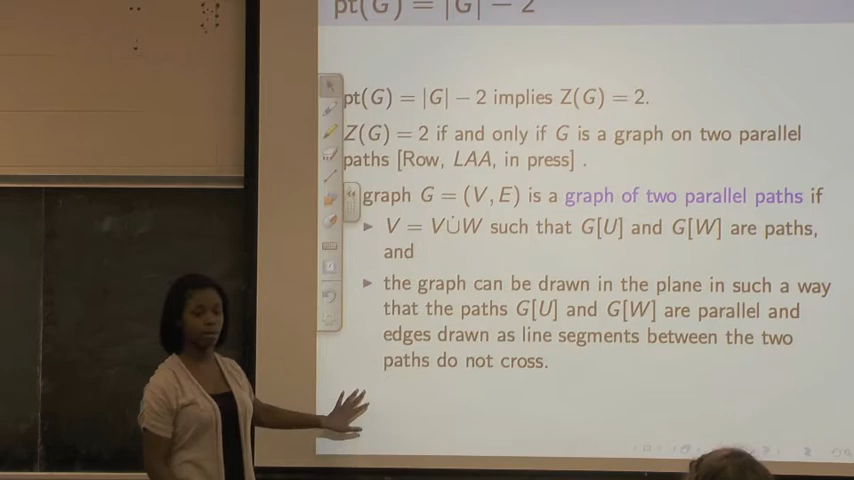 pt(G) = |G| − 2
pt(G) = |G| − 2 implies Z(G) = 2.
Z(G) = 2 if and only if G is a graph on two parallel
paths [Row, LAA, in press] .
graph G = (V, E) is a graph of two parallel paths if
V = V∪̇W such that G[U] and G[W] are paths,
and
the graph can be drawn in the plane in such a way
that the paths G[U] and G[W] are parallel and
edges drawn as line segments between the two
paths do not cross.